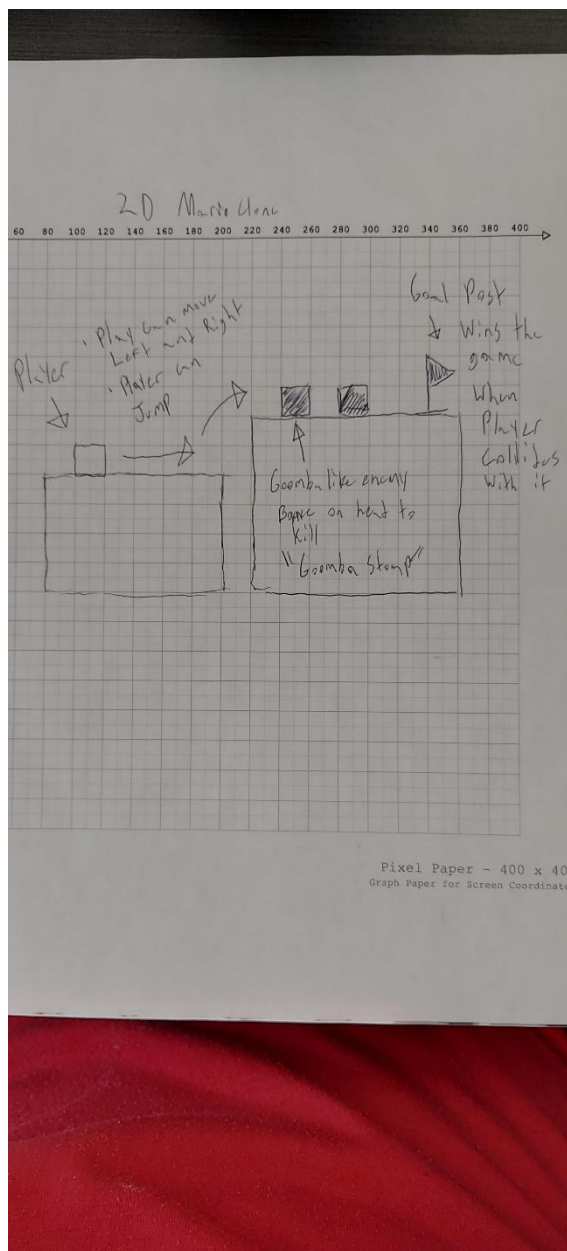 2D Mario Clone
60 80 100 120 140 160 180 200 220 240 260 280 300 320 340 360 380 400
Player
· Play can move
Left and Right
· Player can
Jump
Goal Post
Wins the
game
When
Player
Collides
with it
Goomba like enemy
Bounce on head to
kill
"Goomba Stomp"
Pixel Paper - 400 x 40
Graph Paper for Screen Coordinate